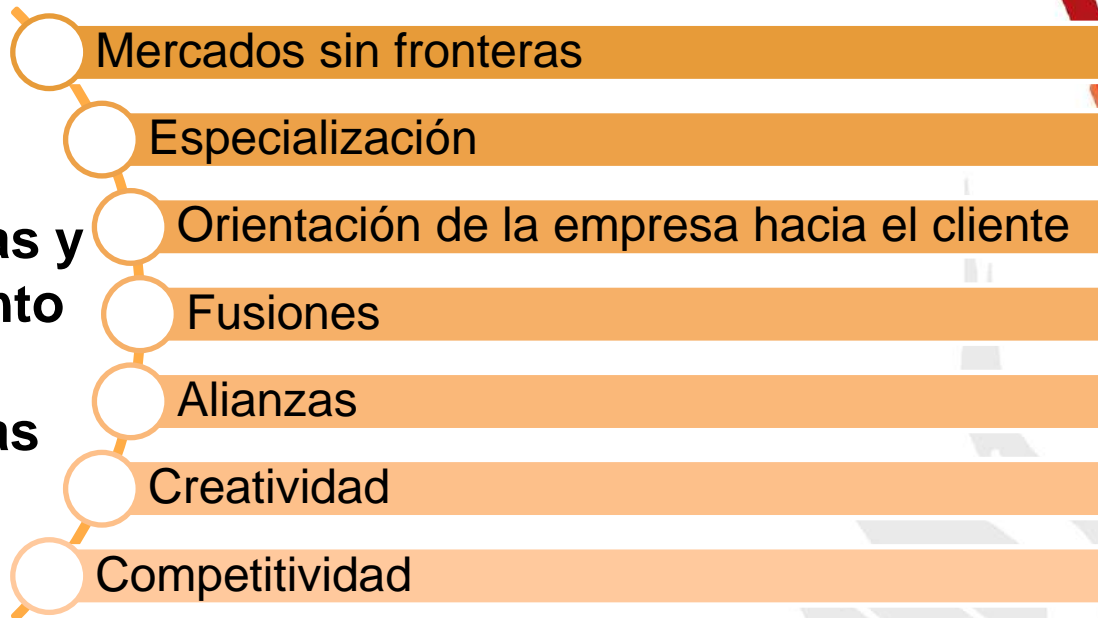 Mercados sin fronteras
Especialización
Orientación de la empresa hacia el cliente
Fusiones
Alianzas
Creatividad
Competitividad
y